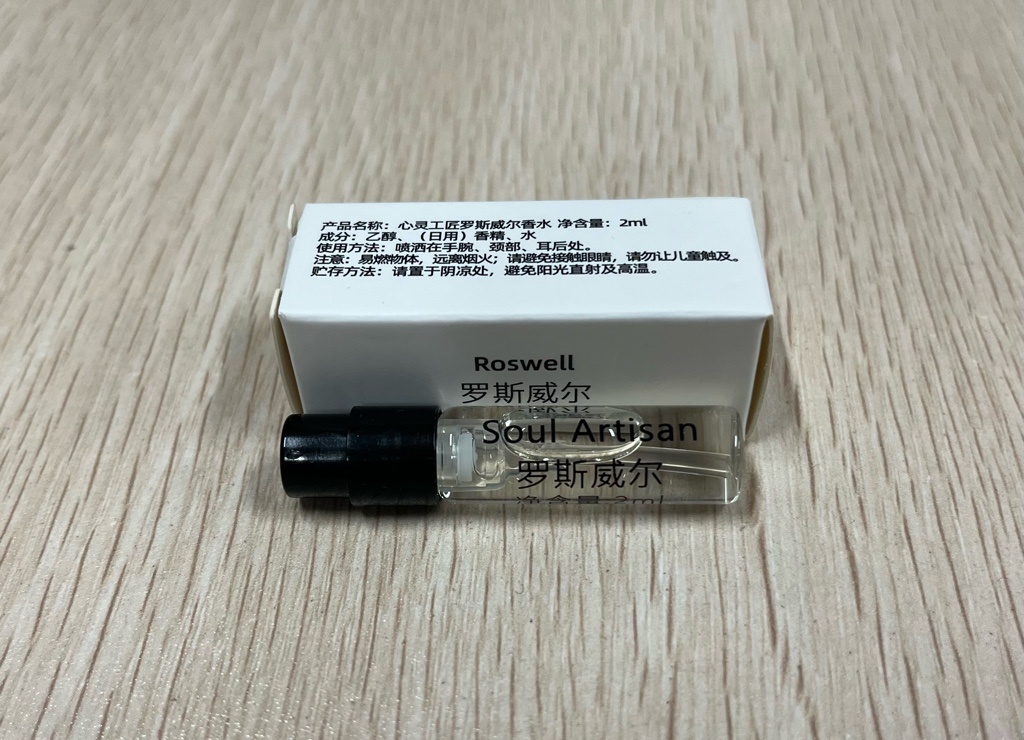 产品名称：心灵工匠罗斯威尔香水 净含量：2ml
成分：乙醇、（日用）香精、水
使用方法：喷洒在手腕、颈部、耳后处。
注意：易燃物体，远离烟火；请避免接触眼睛，请勿让儿童触及。
贮存方法：请置于阴凉处，避免阳光直射及高温。
Roswell
罗斯威尔
Soul Artisan
罗斯威尔
净含量 2ml